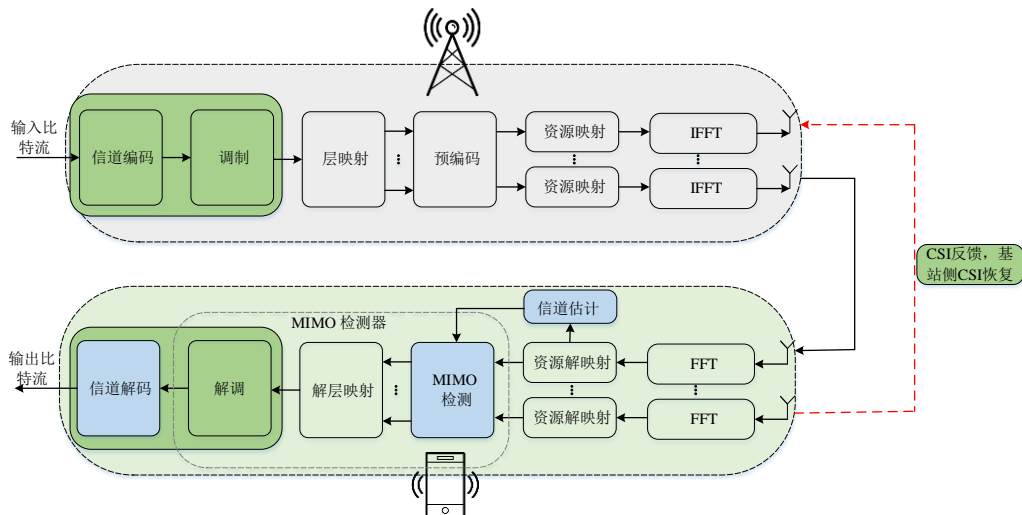 输入比
特流
信道编码
调制
层映射
预编码
资源映射
资源映射
IFFT
IFFT
CSI反馈，基
站侧CSI恢复
信道估计
MIMO 检测器
输出比
特流
信道解码
解调
解层映射
MIMO
检测
资源解映射
资源解映射
FFT
FFT